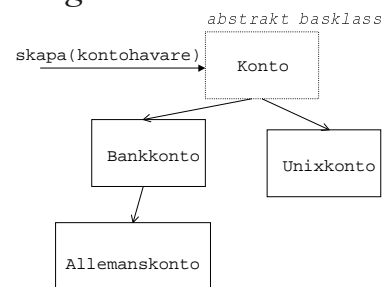 abstrakt basklass
skapa(kontohavare)
Konto
Bankkonto
Unixkonto
Allemanskonto